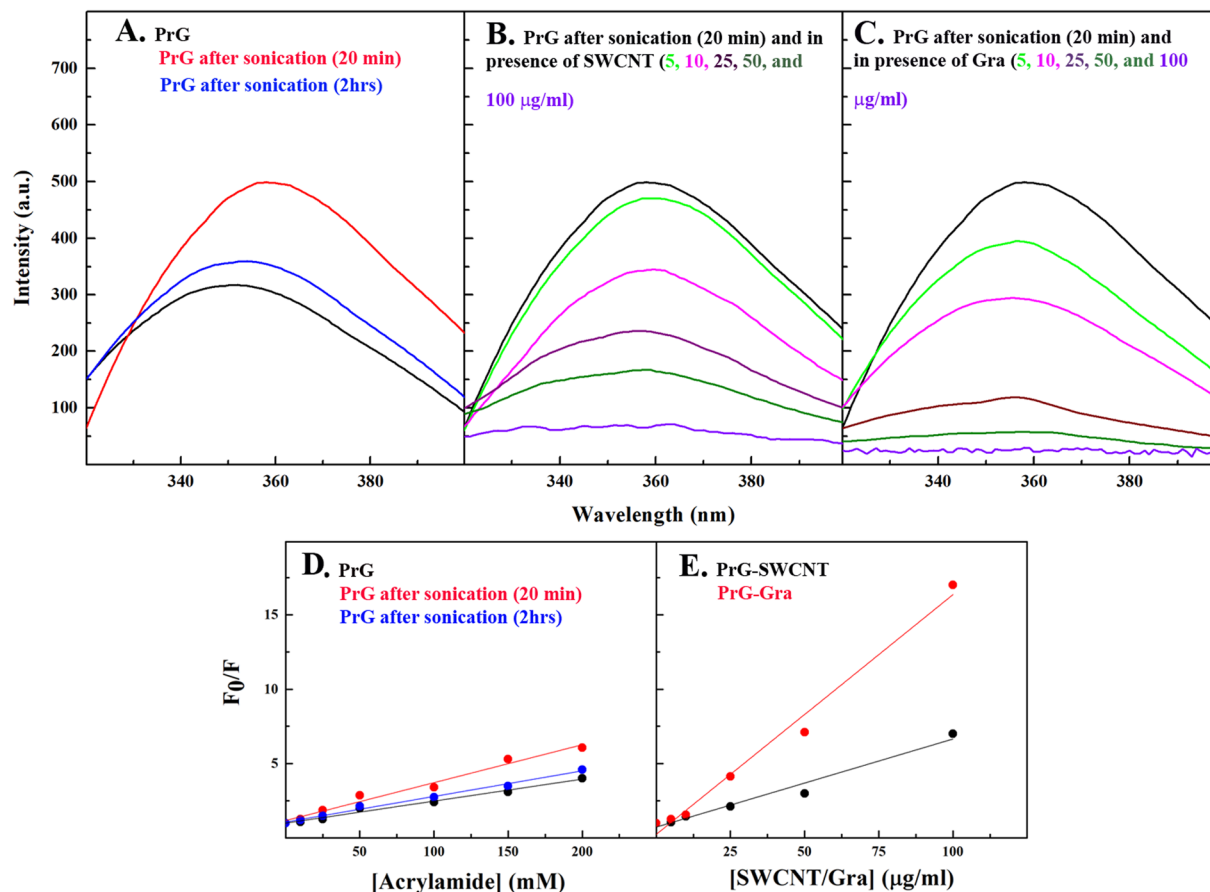 A. PrG
PrG after sonication (20 min)
PrG after sonication (2hrs)
B. PrG after sonication (20 min) and in
presence of SWCNT (5, 10, 25, 50, and
100 μg/ml)
C. PrG after sonication (20 min) and
in presence of Gra (5, 10, 25, 50, and 100
μg/ml)
Intensity (a.u.)
700
600
500
400
300
200
100
340
360
380
340
360
380
340
360
380
Wavelength (nm)
D. PrG
PrG after sonication (20 min)
PrG after sonication (2hrs)
E. PrG-SWCNT
PrG-Gra
F0/F
15
10
5
50
100
150
200
25
50
75
100
[Acrylamide] (mM)
[SWCNT/Gra] (μg/ml)